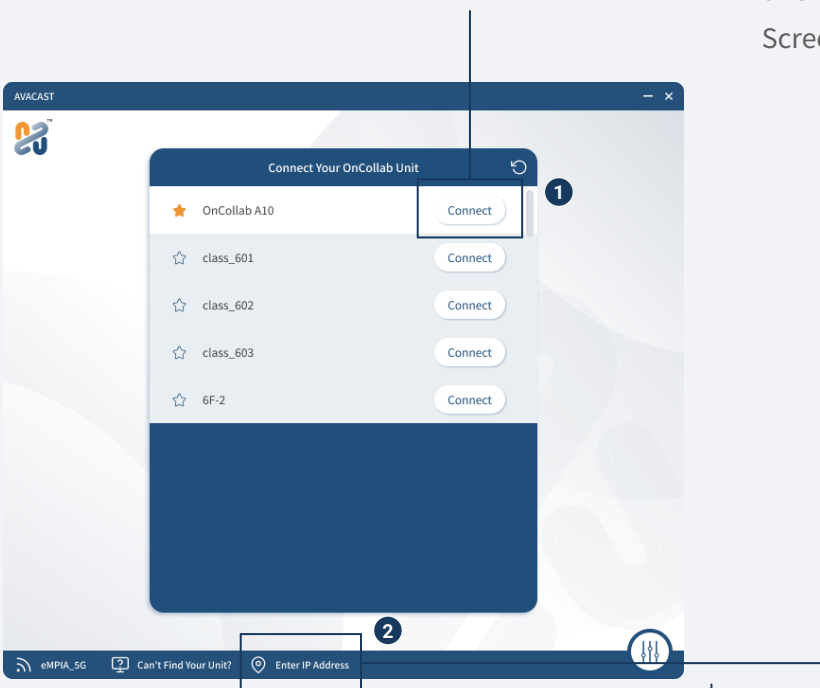 Scree
AVACAST
Connect Your OnCollab Unit
1
OnCollab A10 Connect
class_601 Connect
class_602 Connect
class_603 Connect
6F-2 Connect
2
eMPIA_5G Can't Find Your Unit? Enter IP Address